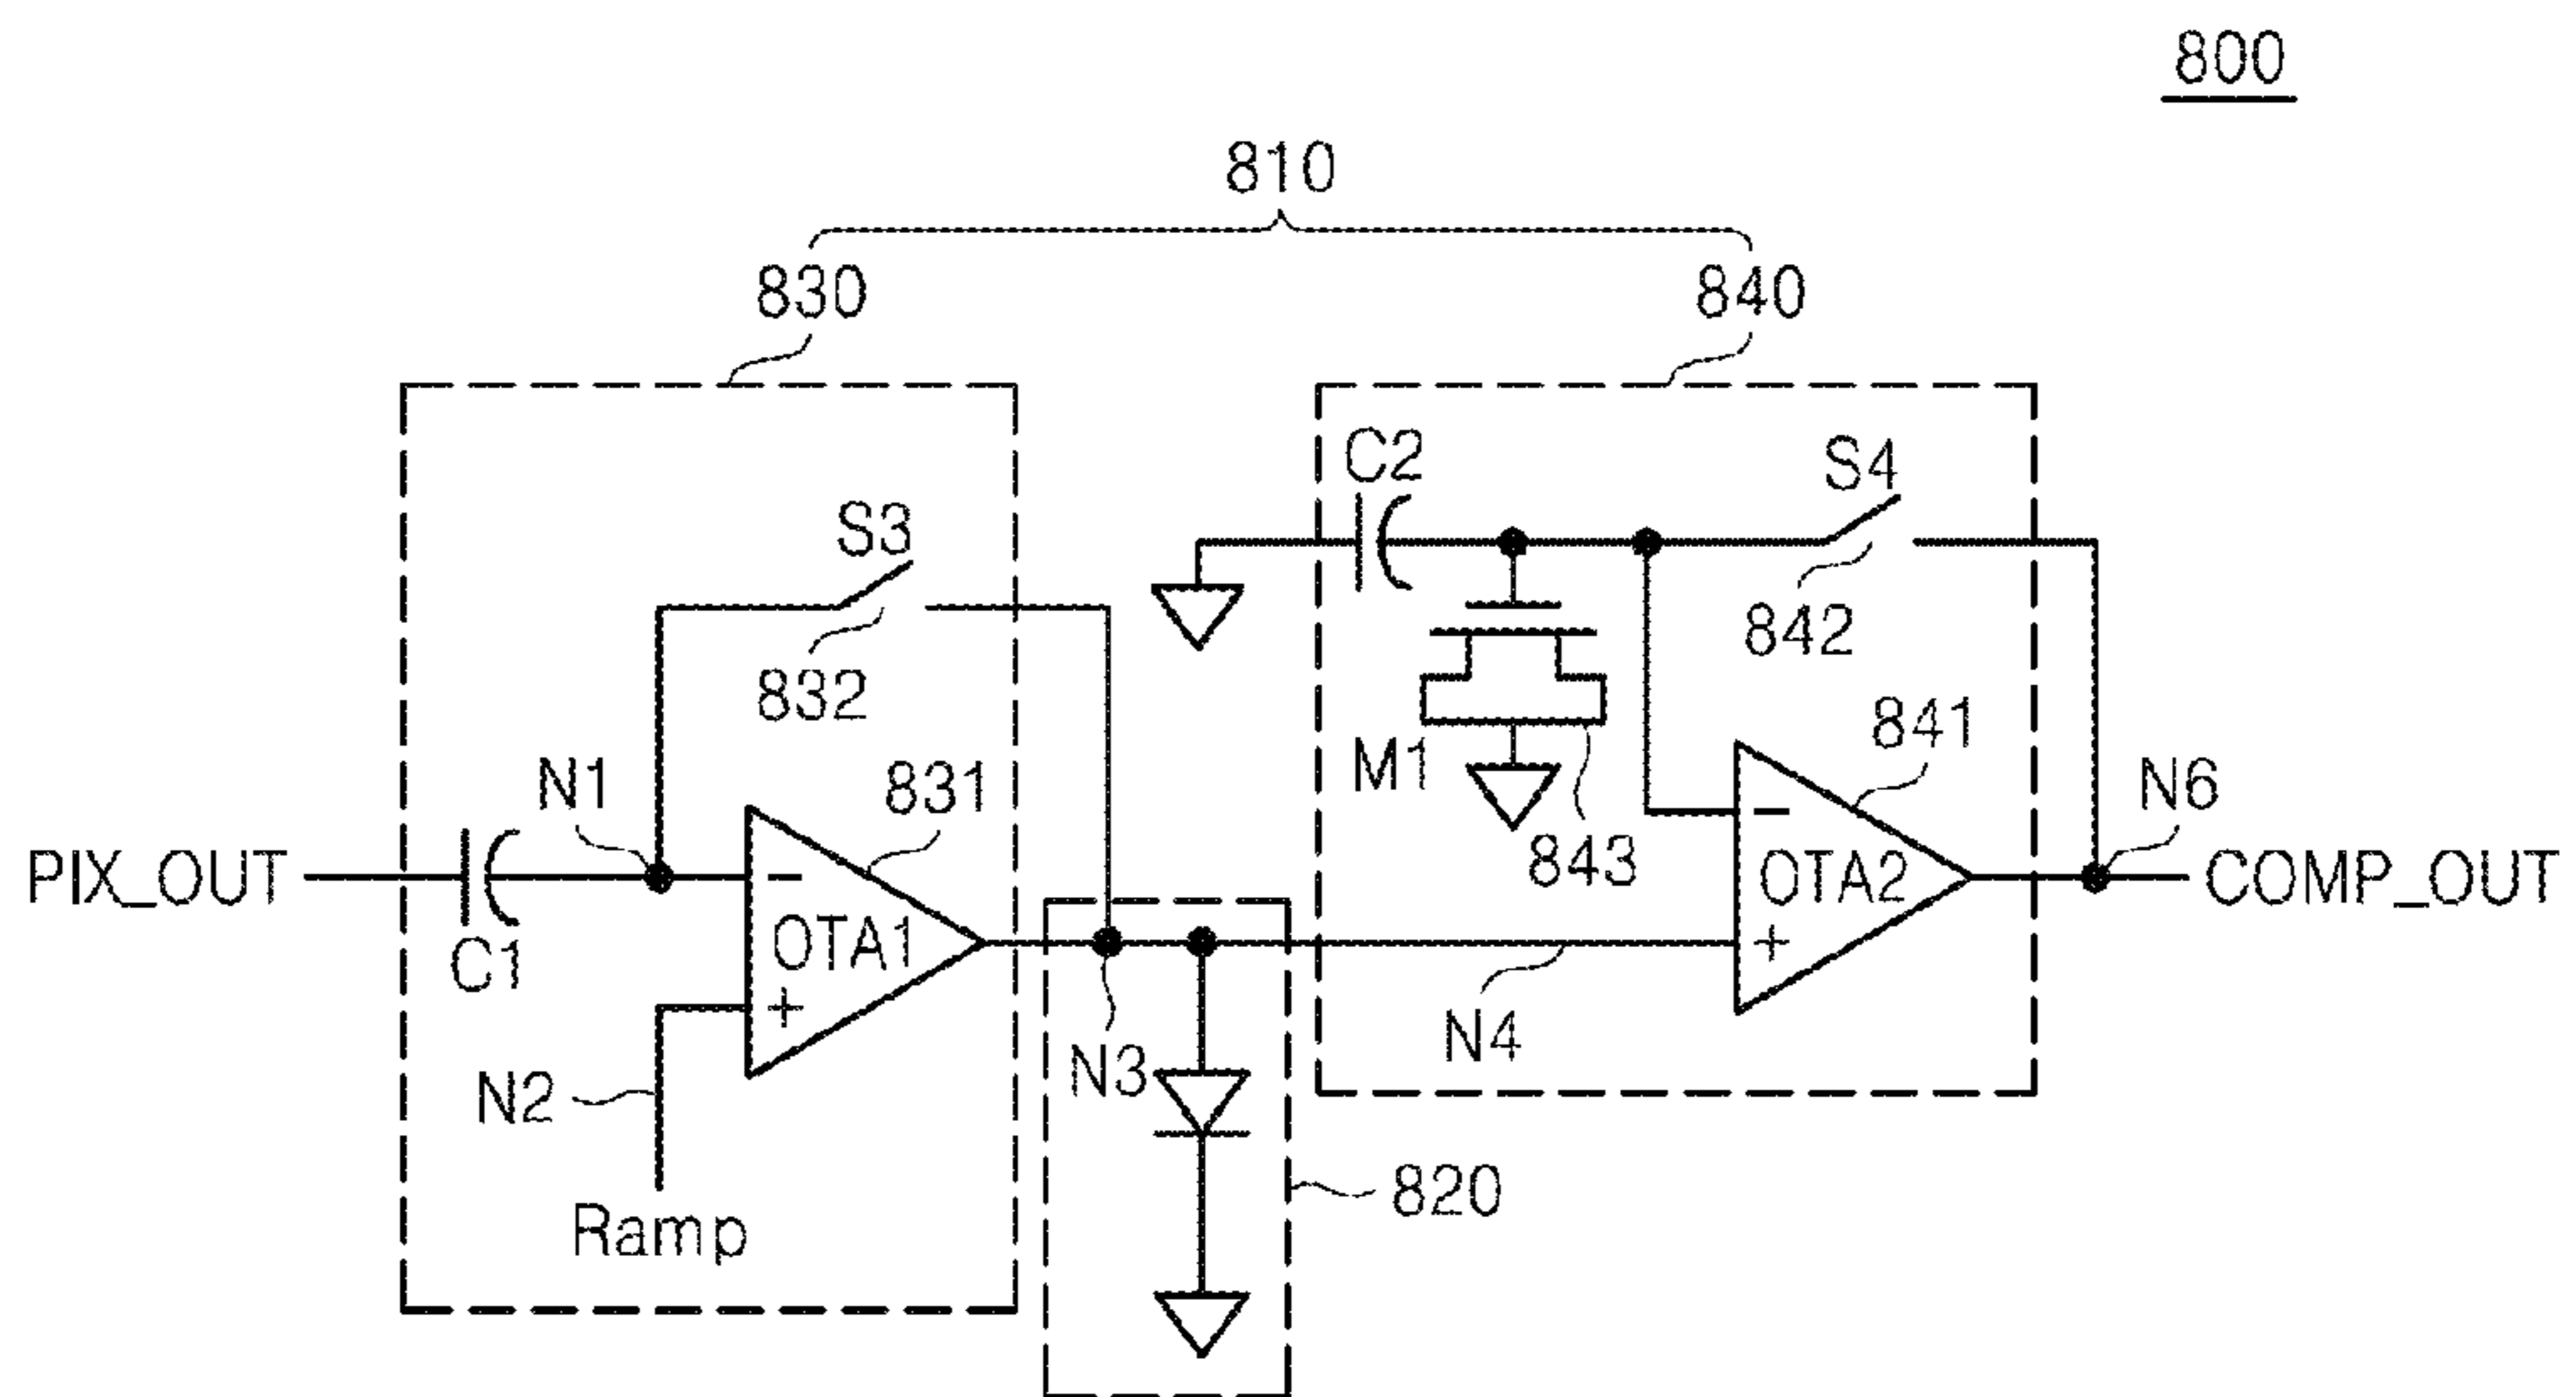 800
810
830
840
C2
S4
S3
842
832
841
M1
N1
831
N6
843
PIX_OUT
−
OTA2
COMP_OUT
−
C1
OTA1
+
+
N4
N3
N2
820
Ramp